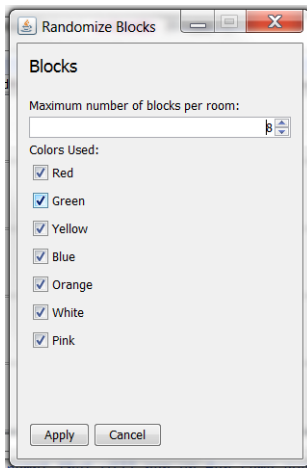 Randomize Blocks
Blocks
Maximum number of blocks per room:
8
Colors Used:
Red
Green
Yellow
Blue
Orange
White
Pink
Apply Cancel